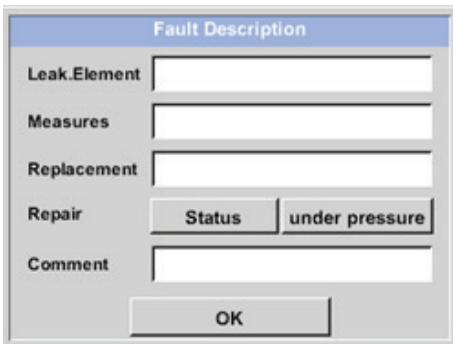 Fault Description
Leak.Element
Measures
Replacement
Repair Status under pressure
Comment
OK